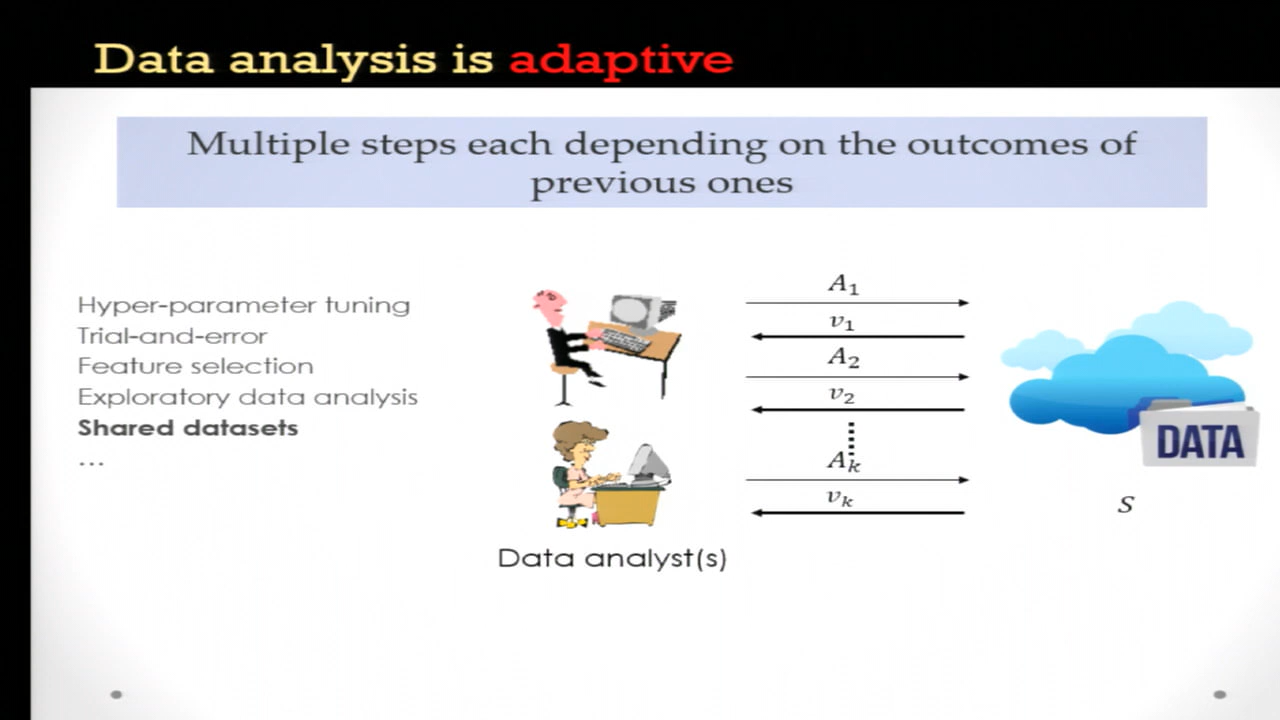 Data analysis is adaptive
Multiple steps each depending on the outcomes of
previous ones
Hyper-parameter tuning
Trial-and-error
Feature selection
Exploratory data analysis
Shared datasets
...
A₁
v₁
A₂
v₂
Aₖ
vₖ
DATA
S
Data analyst(s)